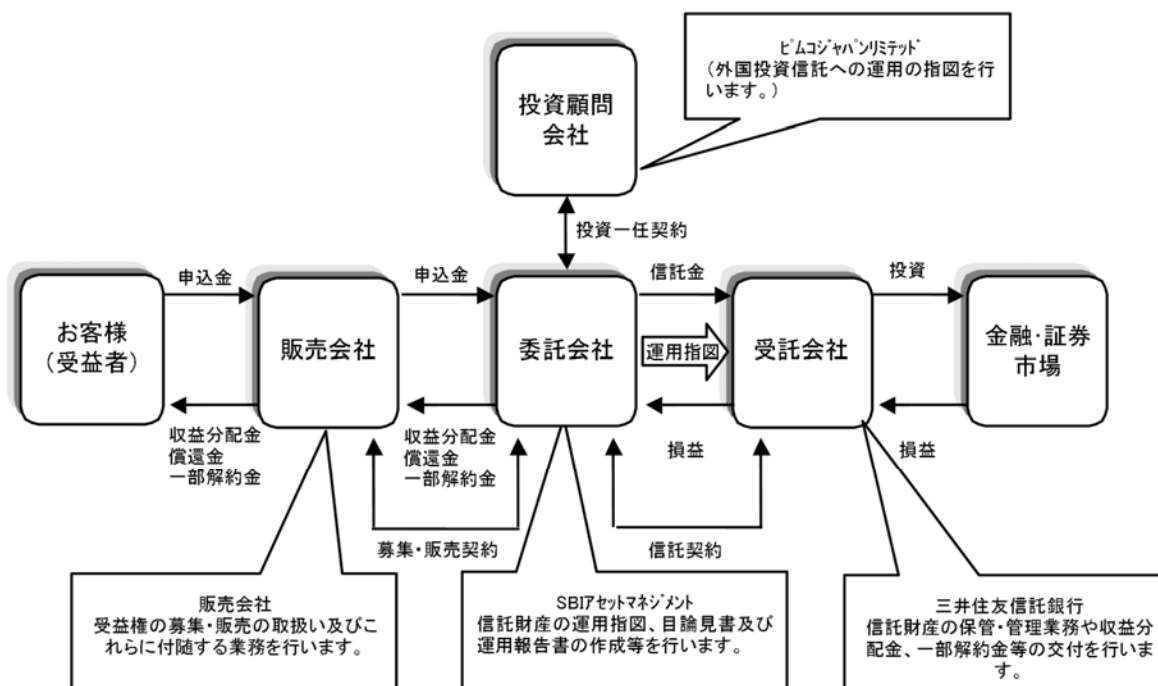 ﾋﾟﾑｺｼﾞｬﾊﾟﾝﾘﾐﾃｯﾄﾞ
（外国投資信託への運用の指図を行
います。）
投資顧問
会社
投資一任契約
申込金
申込金
信託金
投資
お客様
（受益者）
販売会社
委託会社
運用指図
受託会社
金融・証券
市場
収益分配金
償還金
一部解約金
収益分配金
償還金
一部解約金
損益
損益
募集・販売契約
信託契約
販売会社
受益権の募集・販売の取扱い及びこ
れらに付随する業務を行います。
SBIｱｾｯﾄﾏﾈｼﾞﾒﾝﾄ
信託財産の運用指図、目論見書及び
運用報告書の作成等を行います。
三井住友信託銀行
信託財産の保管・管理業務や収益分
配金、一部解約金等の交付を行いま
す。